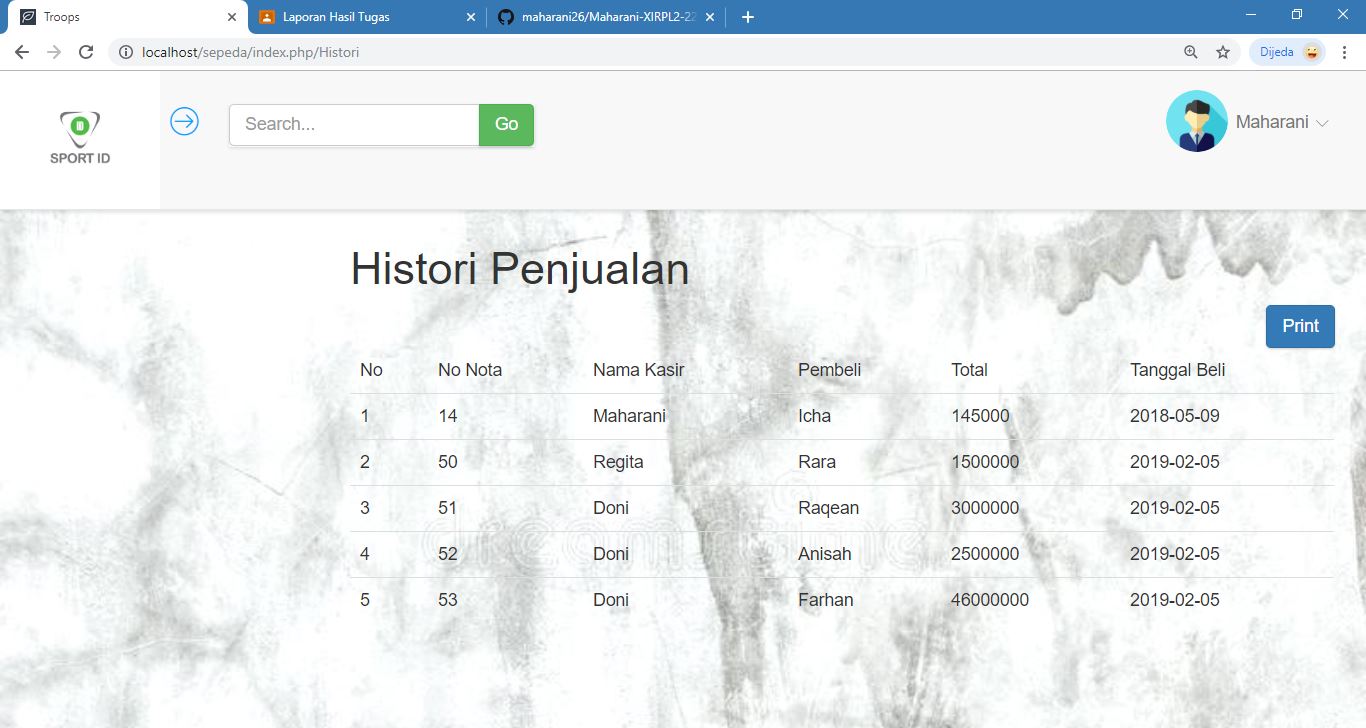 Troops
Laporan Hasil Tugas
maharani26/Maharani-XIRPL2-22
localhost/sepeda/index.php/Histori
Dijeda
SPORT ID
Search...
Go
Maharani
Histori Penjualan
Print
No No Nota Nama Kasir Pembeli Total Tanggal Beli
1 14 Maharani Icha 145000 2018-05-09
2 50 Regita Rara 1500000 2019-02-05
3 51 Doni Raqean 3000000 2019-02-05
4 52 Doni Anisah 2500000 2019-02-05
5 53 Doni Farhan 46000000 2019-02-05
dreamstime